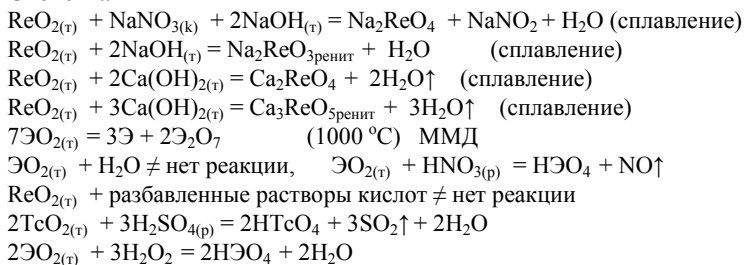 ReO₂₍т₎ + NaNO₃₍k₎ + 2NaOH₍т₎ = Na₂ReO₄ + NaNO₂ + H₂O (сплавление)
ReO₂₍т₎ + 2NaOH₍т₎ = Na₂ReO₃ренит + H₂O (сплавление)
ReO₂₍т₎ + 2Ca(OH)₂₍т₎ = Ca₂ReO₄ + 2H₂O↑ (сплавление)
ReO₂₍т₎ + 3Ca(OH)₂₍т₎ = Ca₃ReO₅ренит + 3H₂O↑ (сплавление)
7ЭO₂₍т₎ = 3Э + 2Э₂O₇ (1000 ºC) ММД
ЭO₂₍т₎ + H₂O ≠ нет реакции, ЭO₂₍т₎ + HNO₃₍р₎ = HЭO₄ + NO↑
ReO₂₍т₎ + разбавленные растворы кислот ≠ нет реакции
2TcO₂₍т₎ + 3H₂SO₄₍р₎ = 2HTcO₄ + 3SO₂↑ + 2H₂O
2ЭO₂₍т₎ + 3H₂O₂ = 2HЭO₄ + 2H₂O